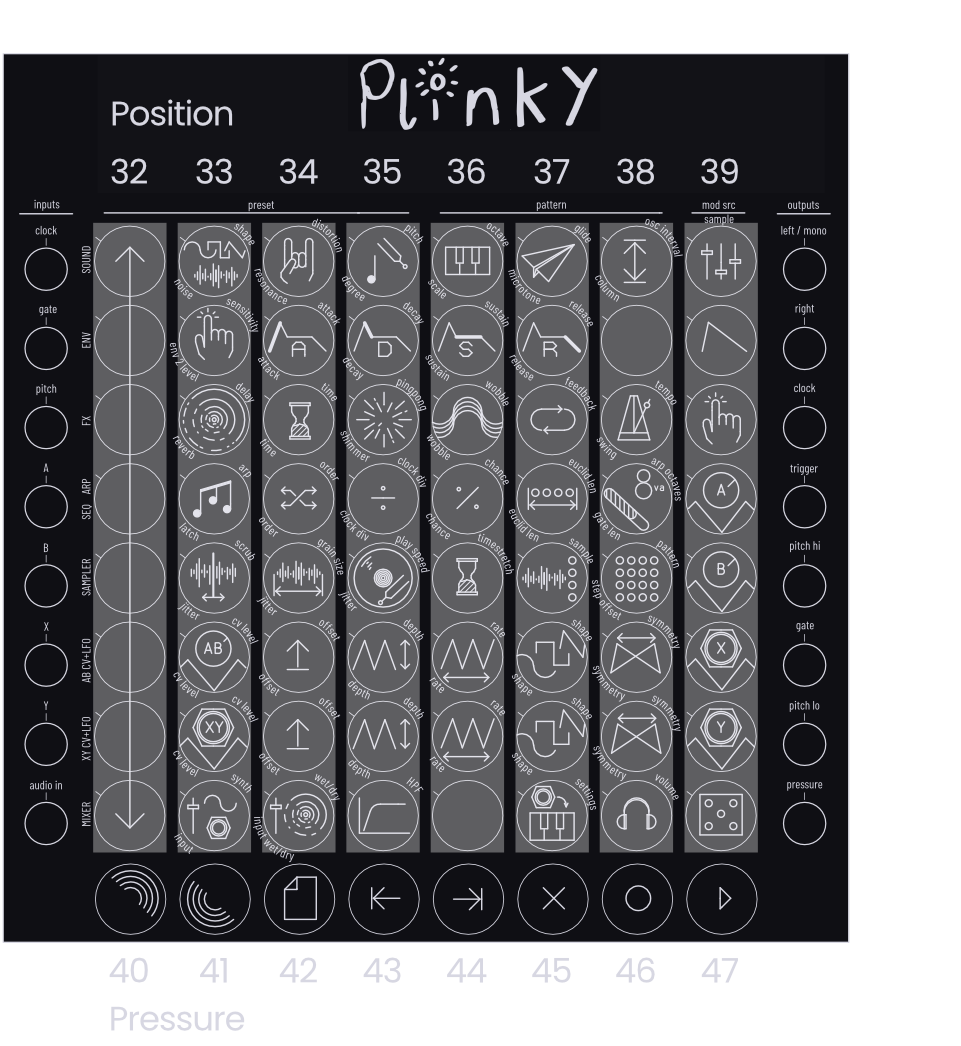 Plinky
Position
32 33 34 35 36 37 38 39
inputs preset pattern mod src outputs
clock sample left / mono
SOUND shape distortion pitch octave glide osc interval
noise resonance degree scale microtone column
gate right
ENV sensitivity attack decay sustain release
A D S R
env 2 level attack decay sustain release
pitch clock
FX delay time pingpong wobble feedback tempo
reverb time shimmer wobble swing
A trigger
SEQ ARP arp order clock div chance euclid len arp octaves
8va A
latch order clock div chance euclid len gate len
B pitch hi
SAMPLER scrub grain size play speed timestretch sample pattern
B
jitter jitter jitter step offset
X gate
AB CV+LFO cv level offset depth rate shape symmetry
AB X
cv level offset depth rate shape symmetry
Y pitch lo
XY CV+LFO cv level offset depth rate shape symmetry
XY Y
cv level offset depth rate shape symmetry
audio in pressure
MIXER synth wet/dry HPF settings volume
input input wet/dry
40 41 42 43 44 45 46 47
Pressure